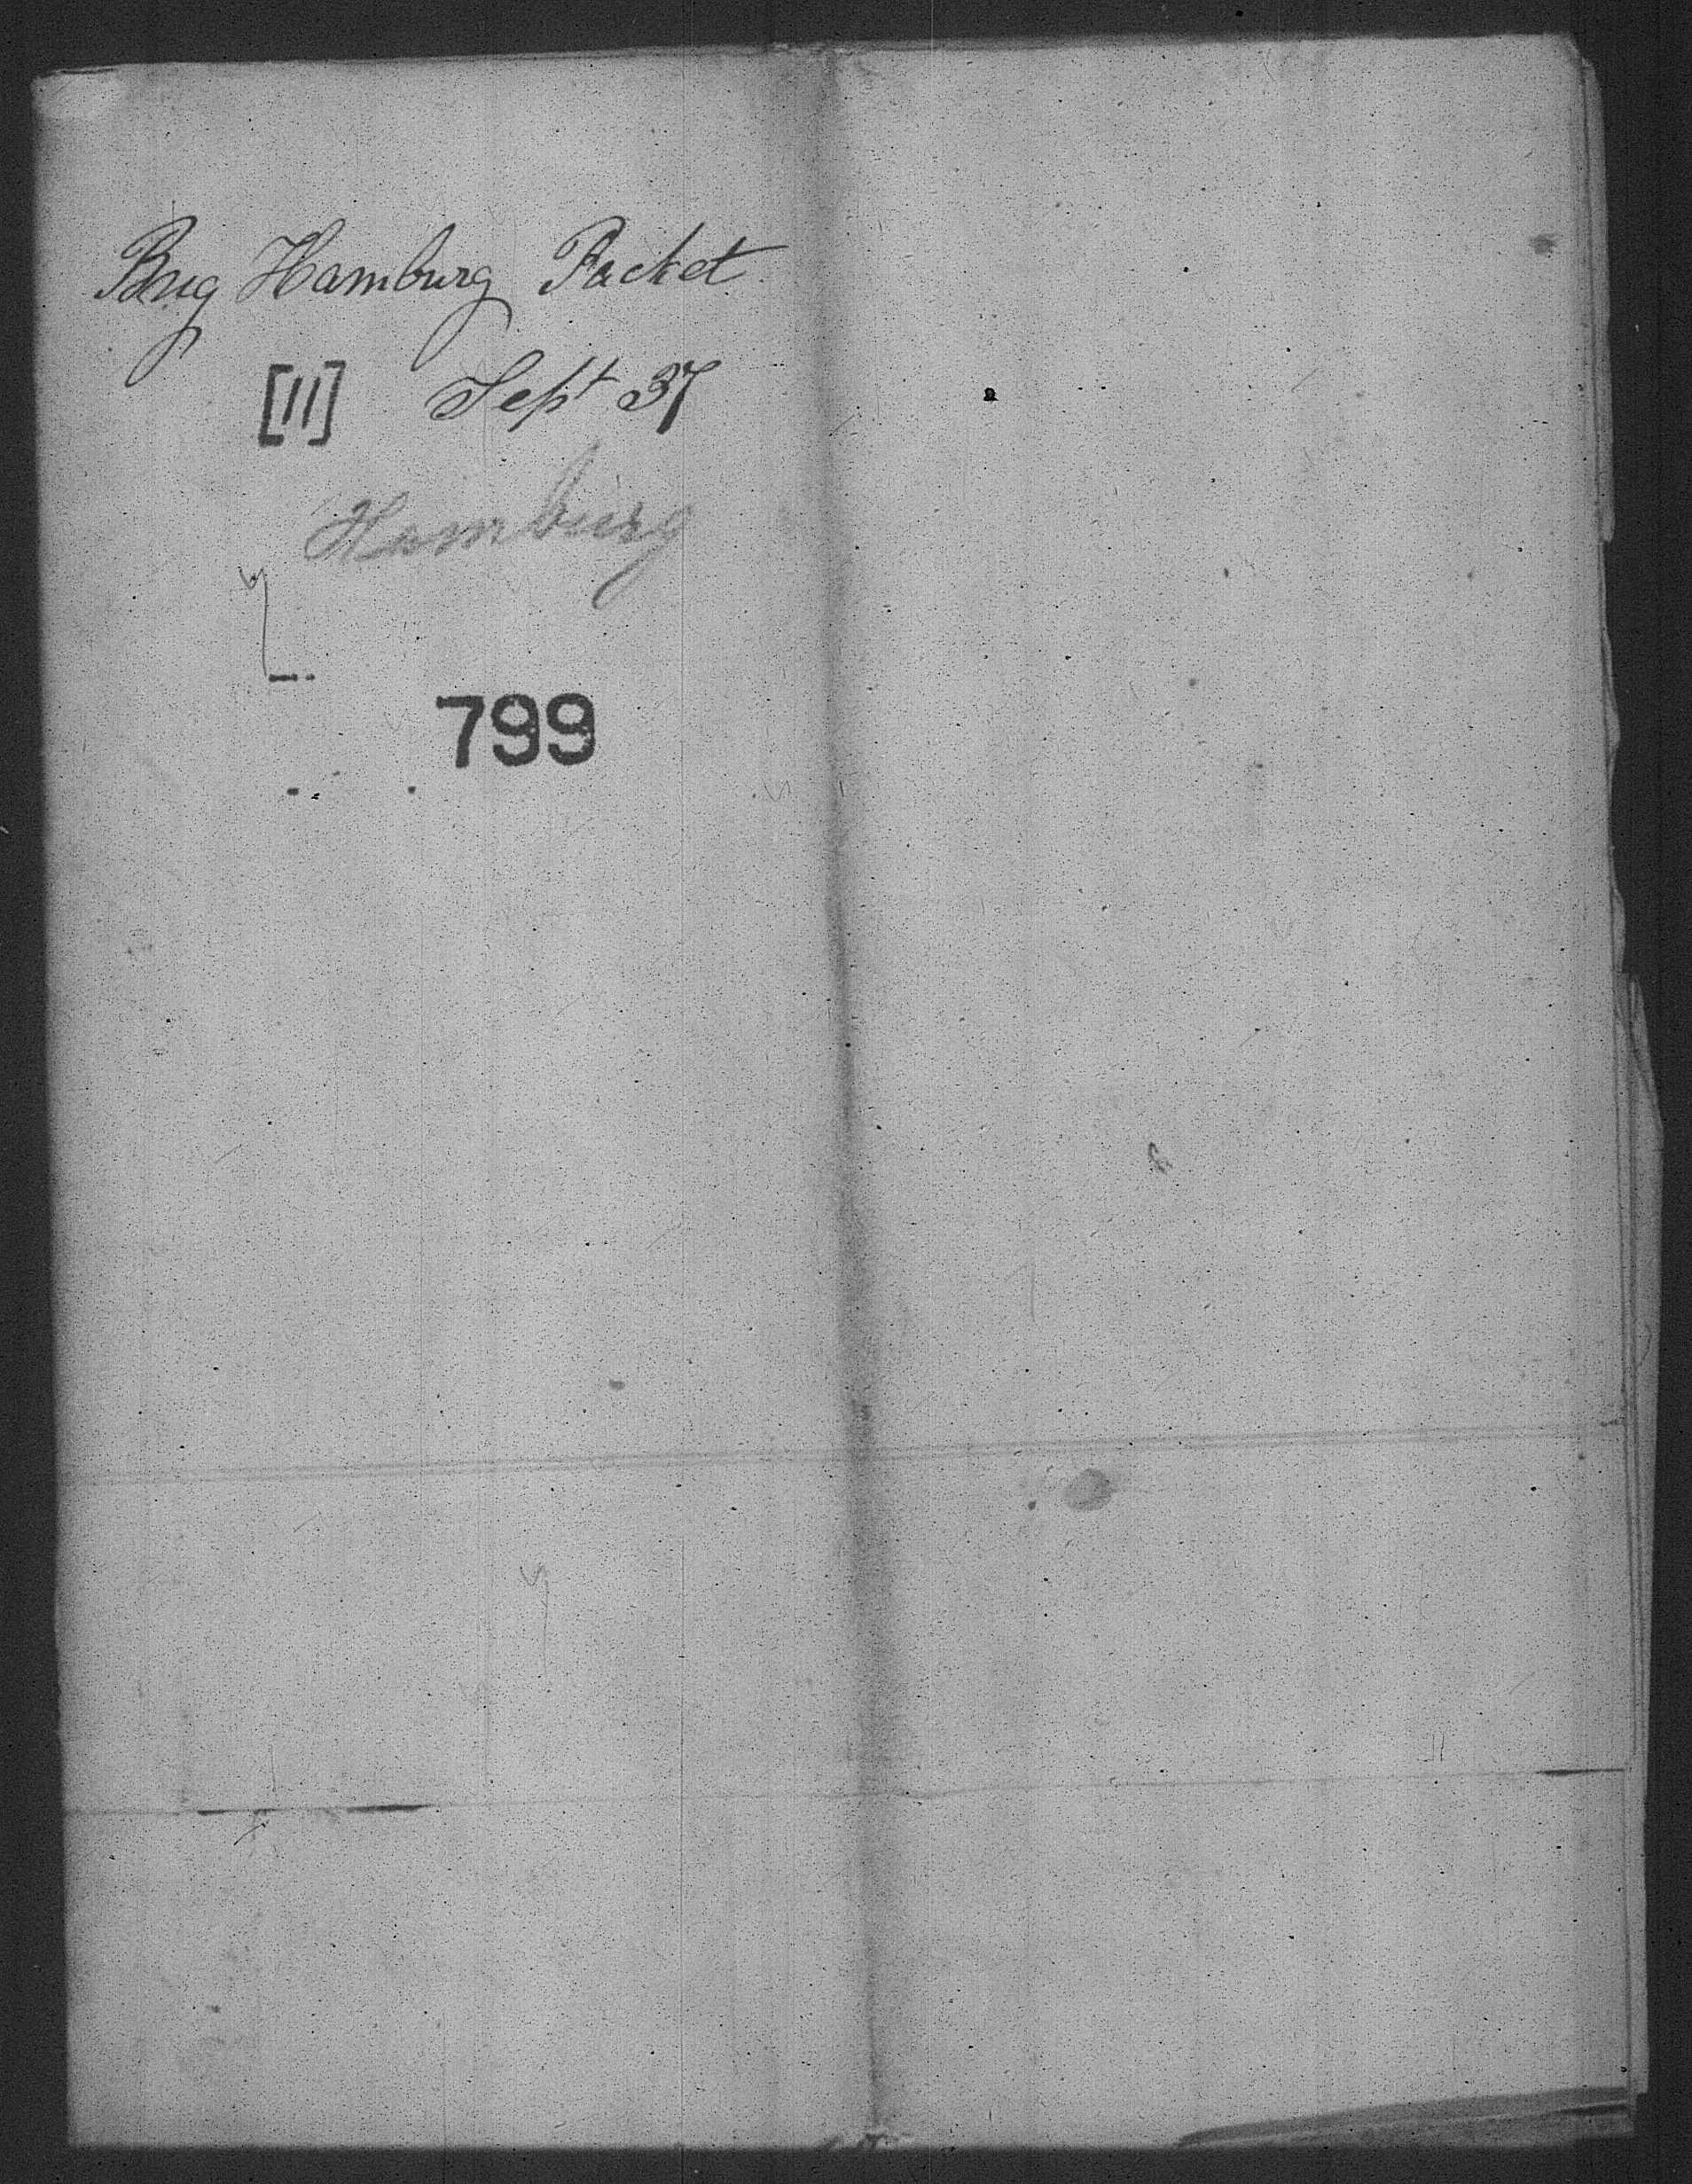 Brig Hamburg Packet
[11] Sept 37
Hamburg
799